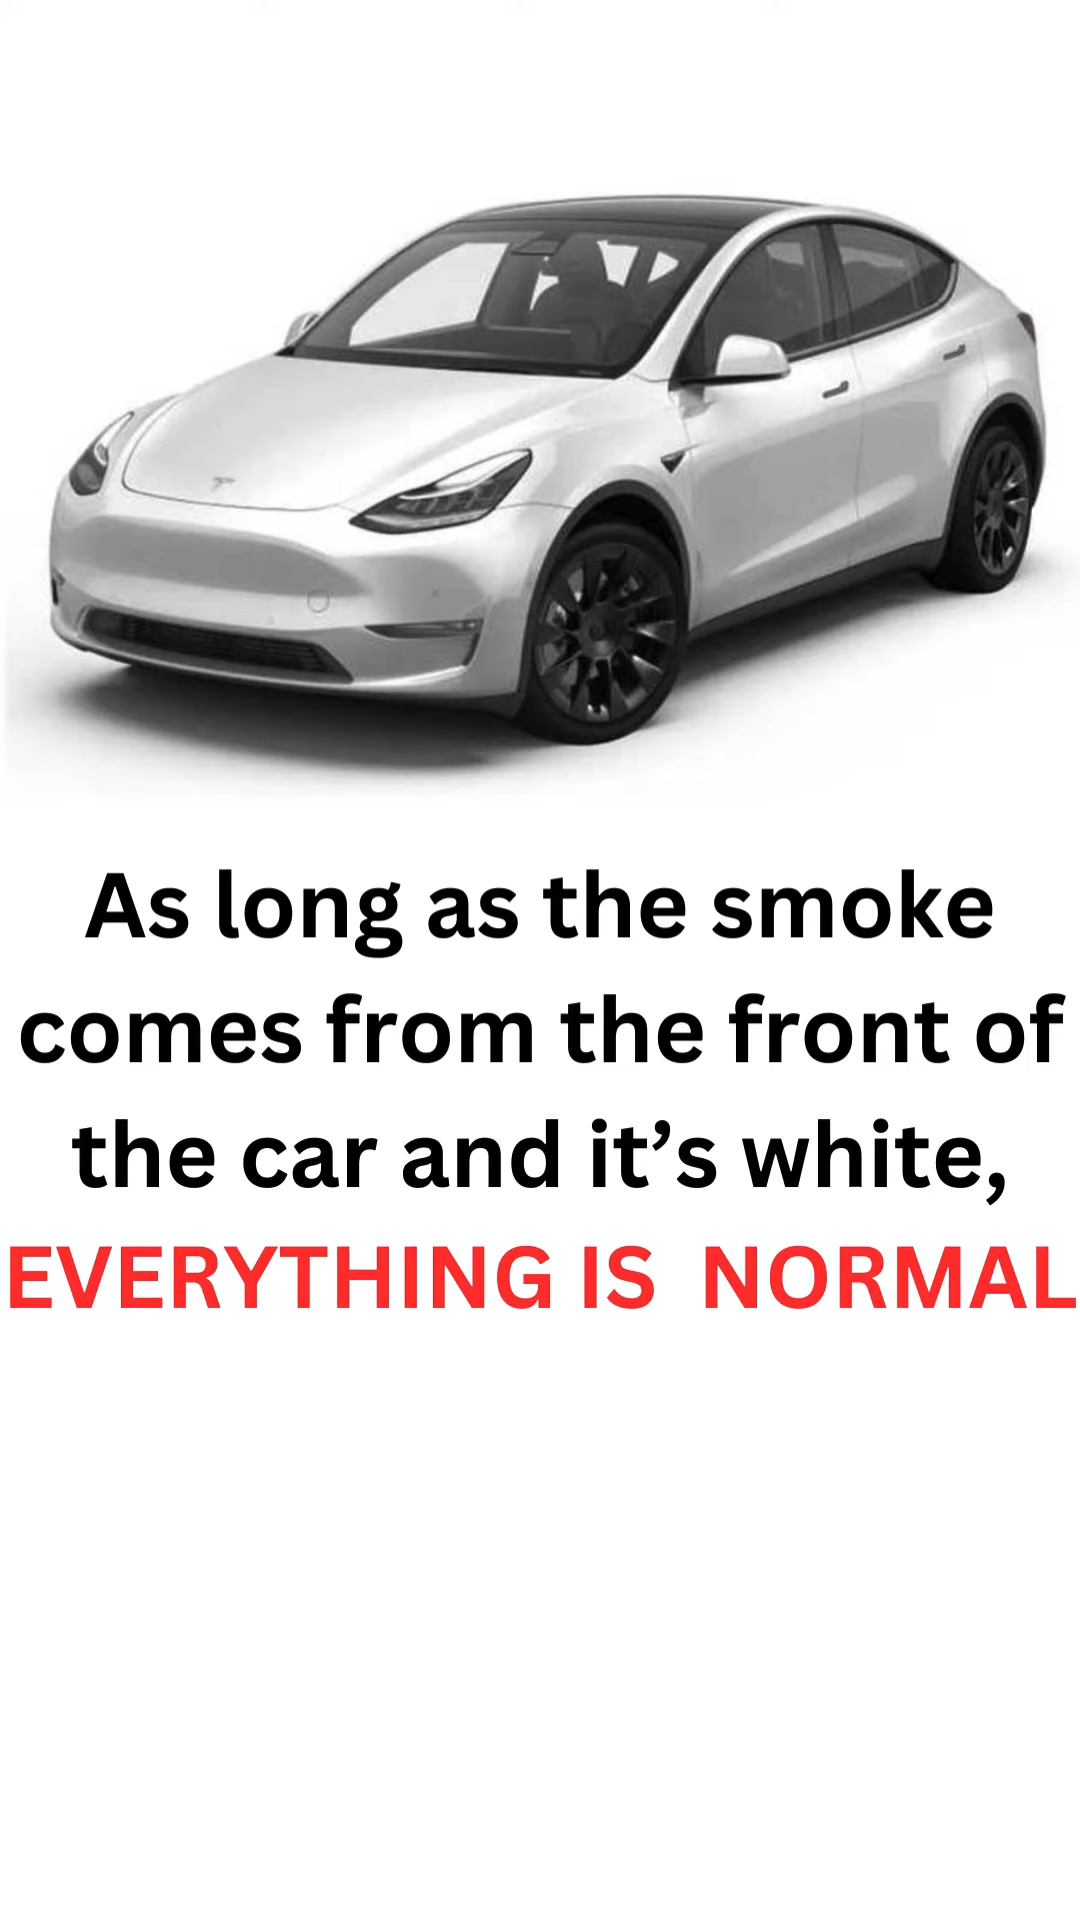 As long as the smoke
comes from the front of
the car and it’s white,
EVERYTHING IS  NORMAL